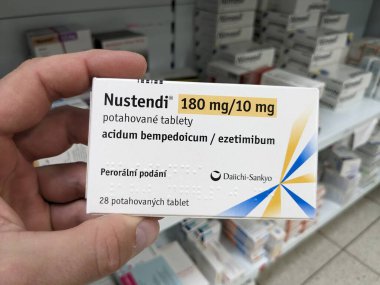 Nustendi® 180 mg/10 mg
potahované tablety
acidum bempedoicum / ezetimibum
Perorální podání
Daiichi-Sankyo
28 potahovaných tablet